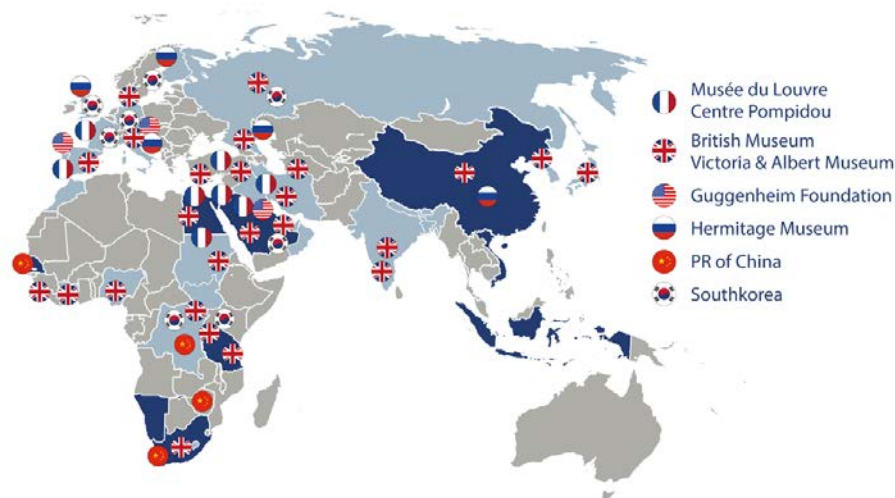 Musée du Louvre
Centre Pompidou
British Museum
Victoria & Albert Museum
Guggenheim Foundation
Hermitage Museum
PR of China
Southkorea